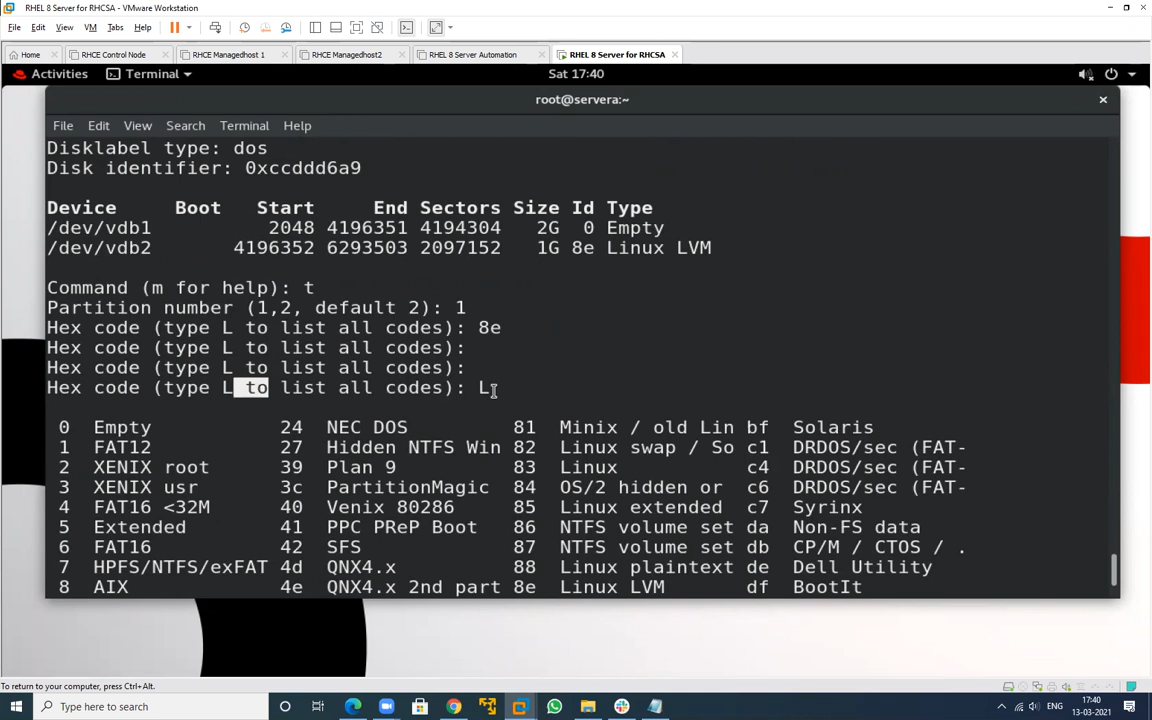 RHEL 8 Server for RHCSA - VMware Workstation
File Edit View VM Tabs Help
Home RHCE Control Node RHCE Managedhost 1 RHCE Managedhost2 RHEL 8 Server Automation RHEL 8 Server for RHCSA
Activities Terminal Sat 17:40
root@servera:~
File Edit View Search Terminal Help
Disklabel type: dos
Disk identifier: 0xccddd6a9
Device Boot Start End Sectors Size Id Type
/dev/vdb1 2048 4196351 4194304 2G 0 Empty
/dev/vdb2 4196352 6293503 2097152 1G 8e Linux LVM
Command (m for help): t
Partition number (1,2, default 2): 1
Hex code (type L to list all codes): 8e
Hex code (type L to list all codes):
Hex code (type L to list all codes):
Hex code (type L to list all codes): L
0 Empty 24 NEC DOS 81 Minix / old Lin bf Solaris
1 FAT12 27 Hidden NTFS Win 82 Linux swap / So c1 DRDOS/sec (FAT-
2 XENIX root 39 Plan 9 83 Linux c4 DRDOS/sec (FAT-
3 XENIX usr 3c PartitionMagic 84 OS/2 hidden or c6 DRDOS/sec (FAT-
4 FAT16 <32M 40 Venix 80286 85 Linux extended c7 Syrinx
5 Extended 41 PPC PReP Boot 86 NTFS volume set da Non-FS data
6 FAT16 42 SFS 87 NTFS volume set db CP/M / CTOS / .
7 HPFS/NTFS/exFAT 4d QNX4.x 88 Linux plaintext de Dell Utility
8 AIX 4e QNX4.x 2nd part 8e Linux LVM df BootIt
To return to your computer, press Ctrl+Alt.
Type here to search
ENG
17:40
13-03-2021